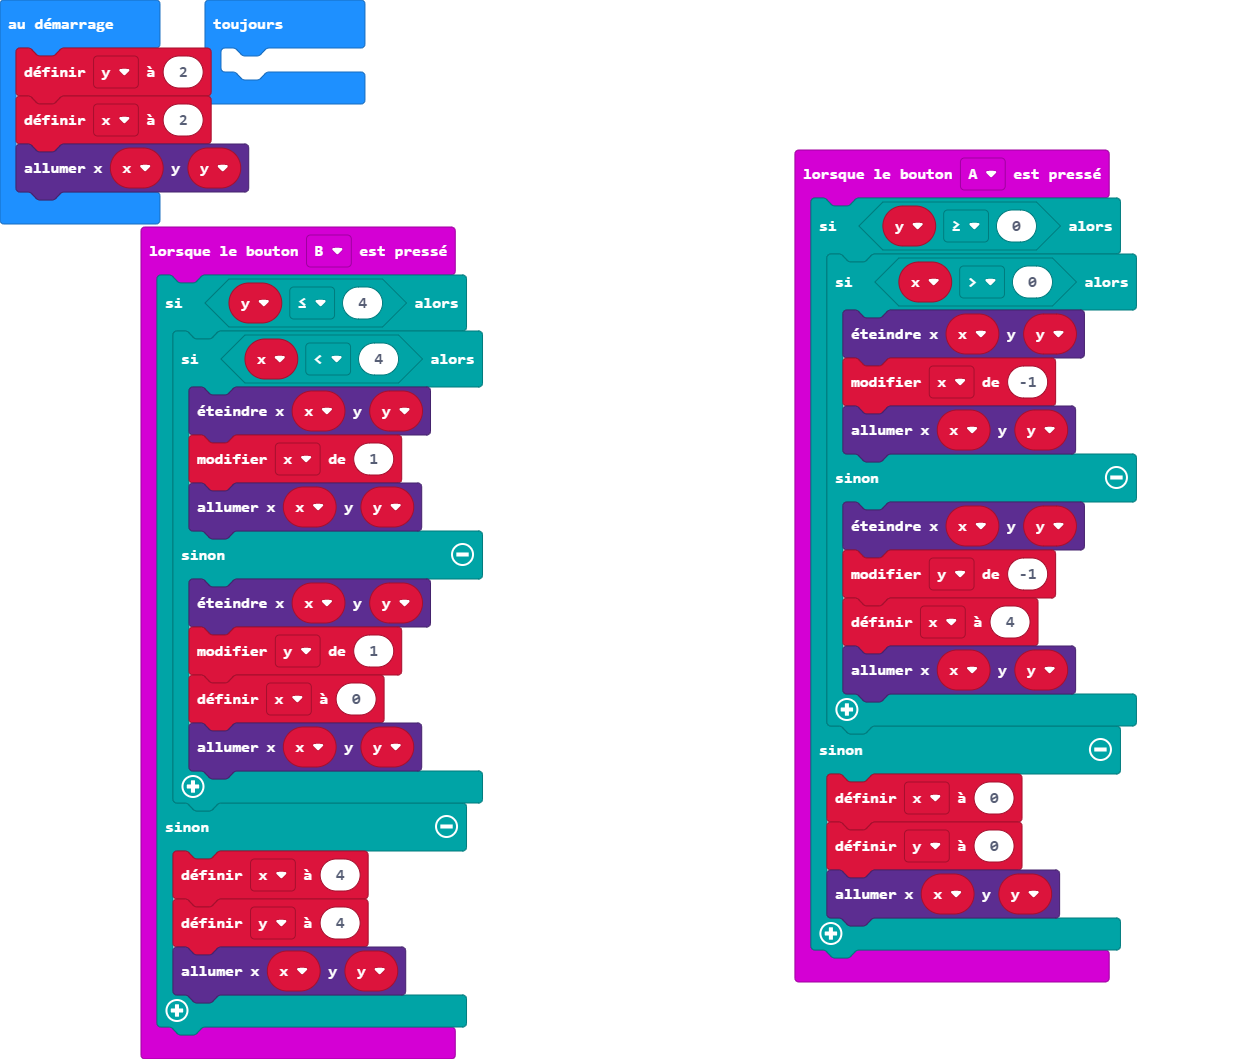 au démarrage
définir y à 2
définir x à 2
allumer x x y y
toujours
lorsque le bouton B est pressé
si y ≤ 4 alors
si x < 4 alors
éteindre x x y y
modifier x de 1
allumer x x y y
sinon
éteindre x x y y
modifier y de 1
définir x à 0
allumer x x y y
sinon
définir x à 4
définir y à 4
allumer x x y y
lorsque le bouton A est pressé
si y ≥ 0 alors
si x > 0 alors
éteindre x x y y
modifier x de -1
allumer x x y y
sinon
éteindre x x y y
modifier y de -1
définir x à 4
allumer x x y y
sinon
définir x à 0
définir y à 0
allumer x x y y